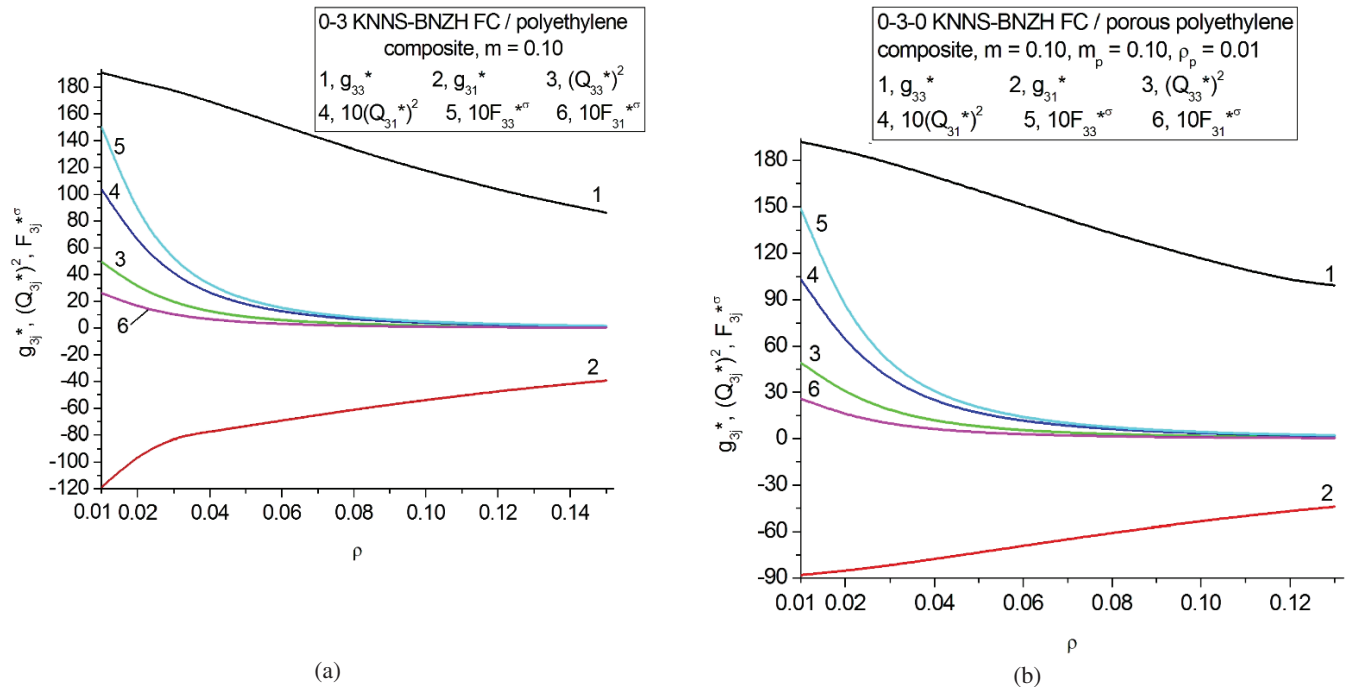 0-3 KNNS-BNZH FC / polyethylene
composite, m = 0.10
1, g₃₃* 2, g₃₁* 3, (Q₃₃*)²
4, 10(Q₃₁*)² 5, 10F₃₃*σ 6, 10F₃₁*σ
180
160
140
120
100
80
60
40
20
0
-20
-40
-60
-80
-100
-120
g₃ⱼ*, (Q₃ⱼ*)², F₃ⱼ*σ
5
4
3
6
1
2
0.01 0.02 0.04 0.06 0.08 0.10 0.12 0.14
ρ
(a)
0-3-0 KNNS-BNZH FC / porous polyethylene
composite, m = 0.10, mₚ = 0.10, ρₚ = 0.01
1, g₃₃* 2, g₃₁* 3, (Q₃₃*)²
4, 10(Q₃₁*)² 5, 10F₃₃*σ 6, 10F₃₁*σ
180
150
120
90
60
30
0
-30
-60
-90
g₃ⱼ*, (Q₃ⱼ*)², F₃ⱼ*σ
5
4
3
6
1
2
0.01 0.02 0.04 0.06 0.08 0.10 0.12
ρ
(b)